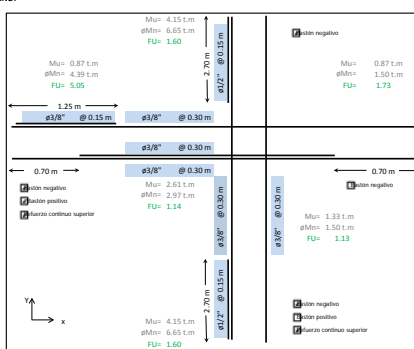 Mu= 4.15 t.m
øMn= 6.65 t.m
FU= 1.60
Bastón negativo
2.70 m
ø1/2" @ 0.15 m
Mu= 0.87 t.m
øMn= 4.39 t.m
FU= 5.05
Mu= 0.87 t.m
øMn= 1.50 t.m
FU= 1.73
1.25 m
ø3/8" @ 0.15 m
ø3/8" @ 0.30 m
ø3/8" @ 0.30 m
0.70 m
ø3/8" @ 0.30 m
0.70 m
Bastón negativo
Bastón positivo
Refuerzo continuo superior
Mu= 2.61 t.m
øMn= 2.97 t.m
FU= 1.14
ø3/8" @ 0.30 m
ø3/8" @ 0.30 m
Bastón negativo
Mu= 1.33 t.m
øMn= 1.50 t.m
FU= 1.13
2.70 m
ø1/2" @ 0.15 m
Y
x
Bastón negativo
Bastón positivo
Refuerzo continuo superior
Mu= 4.15 t.m
øMn= 6.65 t.m
FU= 1.60